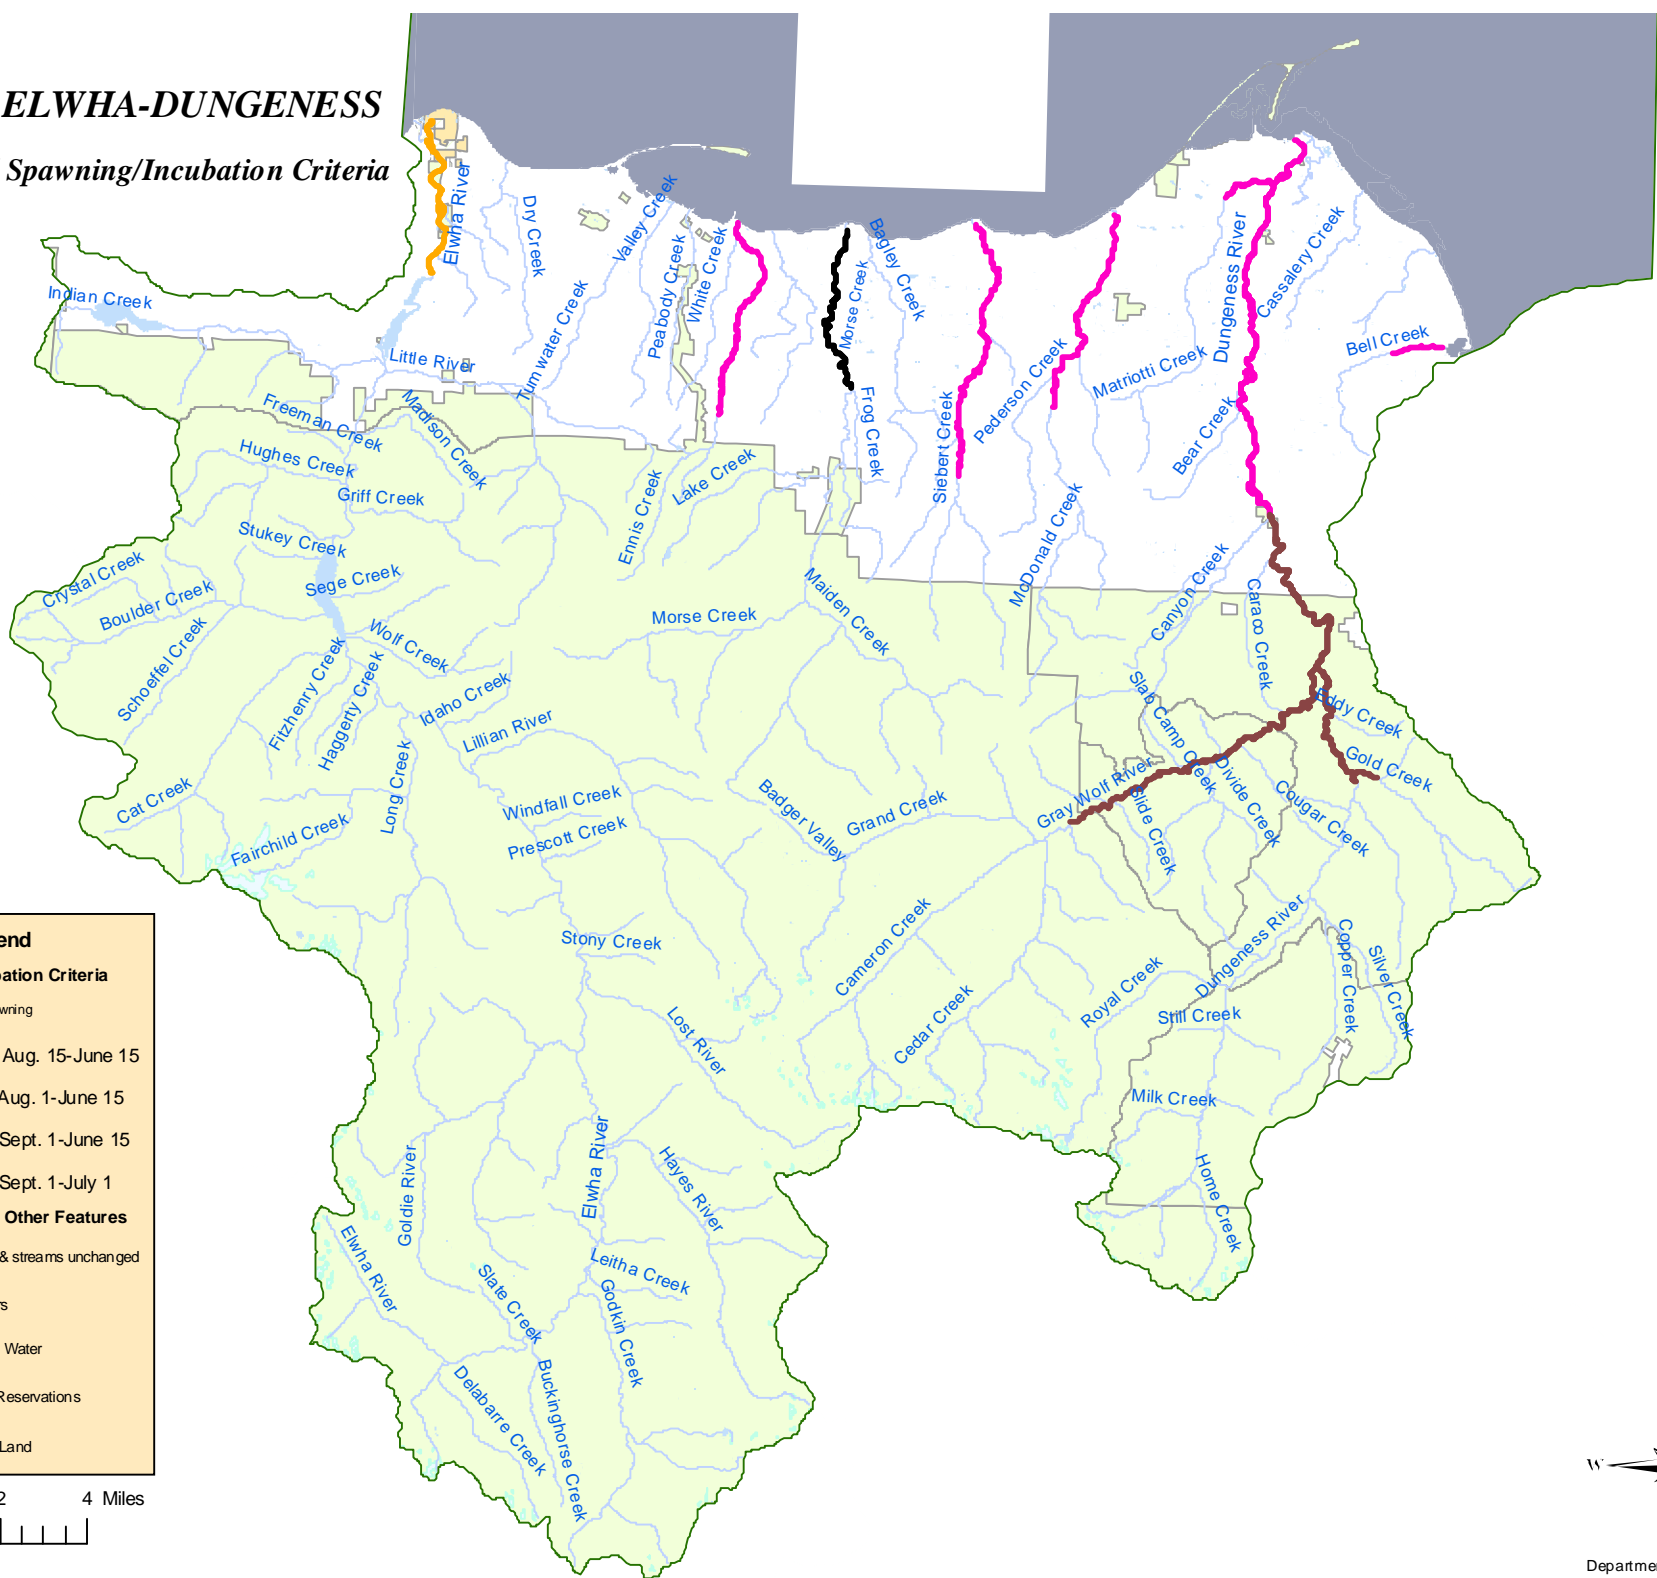 ELWHA-DUNGENESS
Spawning/Incubation Criteria
Elwha River
Dry Creek
Valley Creek
Peabody Creek
White Creek
Tumwater Creek
Morse Creek
Bagley Creek
Dungeness River
Cassalery Creek
Bell Creek
Indian Creek
Little River
Freeman Creek
Madison Creek
Frog Creek
Siebert Creek
Pederson Creek
Matriotti Creek
Bear Creek
Hughes Creek
Griff Creek
Ennis Creek
Lake Creek
McDonald Creek
Stukey Creek
Crystal Creek
Boulder Creek
Sege Creek
Schoeffel Creek
Wolf Creek
Fitzhenry Creek
Haggerty Creek
Idaho Creek
Morse Creek
Maiden Creek
Canyon Creek
Caraco Creek
Lillian River
Long Creek
Slab Camp Creek
Eddy Creek
Gold Creek
Cat Creek
Fairchild Creek
Windfall Creek
Prescott Creek
Badger Valley
Grand Creek
Gray Wolf River
Slide Creek
Divide Creek
Cougar Creek
Stony Creek
Cameron Creek
Dungeness River
Copper Creek
Silver Creek
Lost River
Cedar Creek
Royal Creek
Still Creek
Milk Creek
Goldie River
Elwha River
Hayes River
Home Creek
Elwha River
Slate Creek
Leitha Creek
Godkin Creek
Delabarre Creek
Buckinghorse Creek
end
bation Criteria
wning
Aug. 15-June 15
Aug. 1-June 15
Sept. 1-June 15
Sept. 1-July 1
Other Features
& streams unchanged
rs
Water
Reservations
Land
2 4 Miles
W
Departme